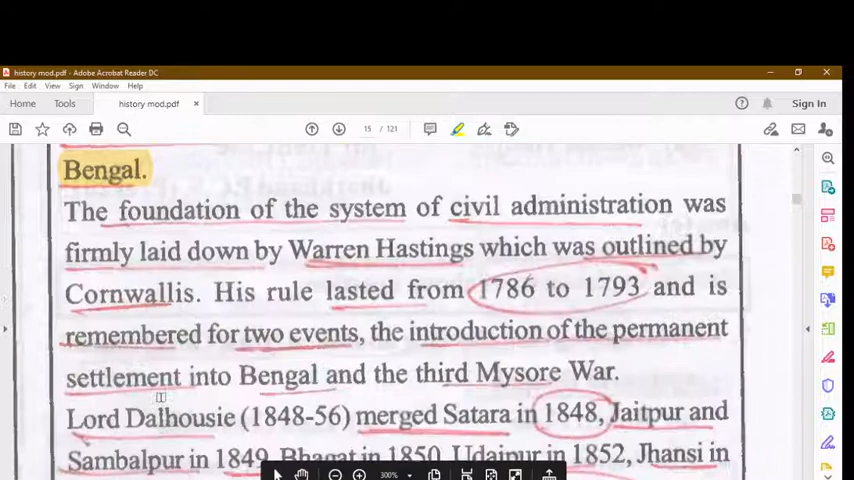 history mod.pdf - Adobe Acrobat Reader DC
File Edit View Sign Window Help
Home Tools history mod.pdf × Sign In
15 / 121
Bengal.
The foundation of the system of civil administration was
firmly laid down by Warren Hastings which was outlined by
Cornwallis. His rule lasted from 1786 to 1793 and is
remembered for two events, the introduction of the permanent
settlement into Bengal and the third Mysore War.
Lord Dalhousie (1848-56) merged Satara in 1848, Jaitpur and
Sambalpur in 1849, Bhagat in 1850, Udaipur in 1852, Jhansi in
300%